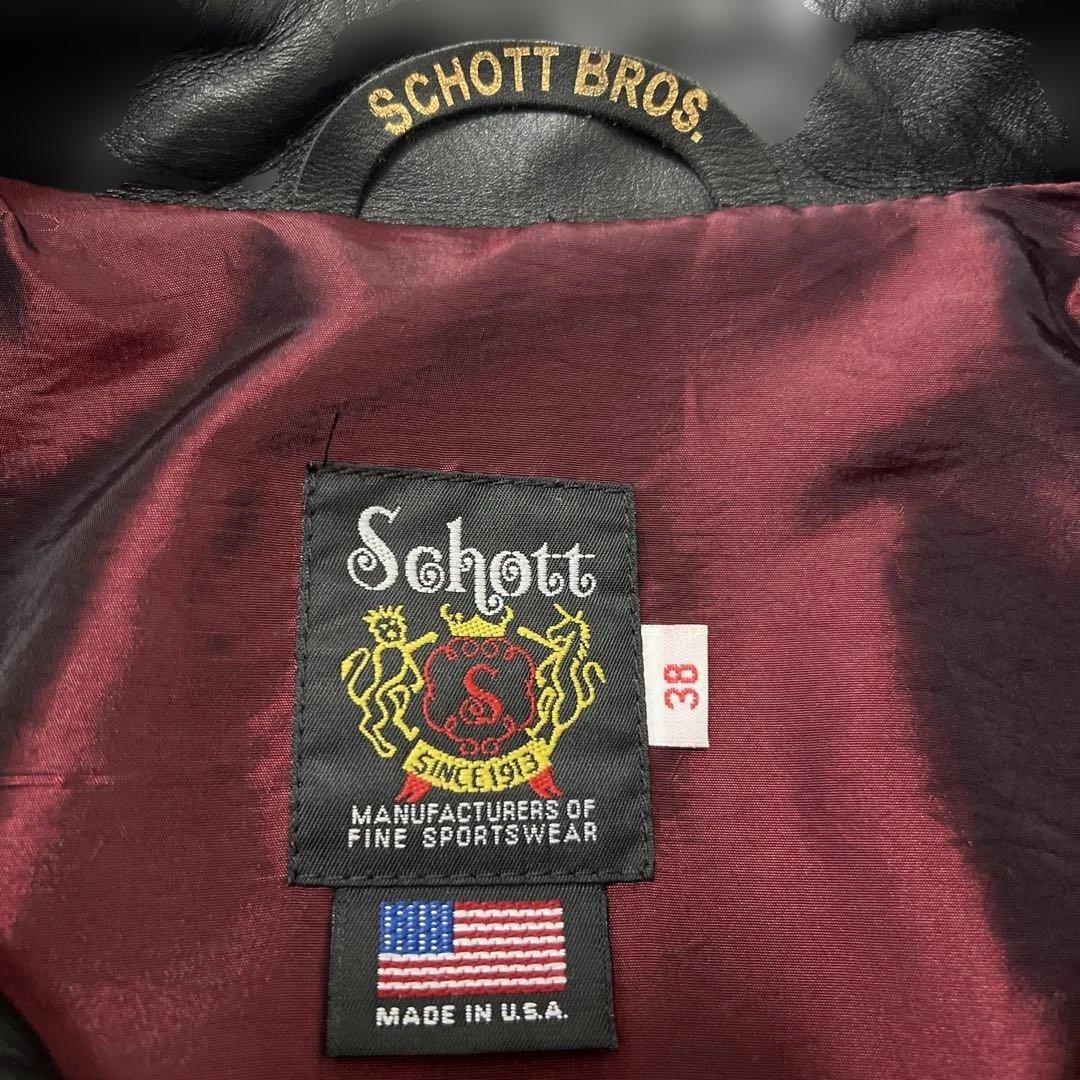 SCHOTT BROS.
Schott
S
SINCE 1913
MANUFACTURERS OF
FINE SPORTSWEAR
38
MADE IN U.S.A.